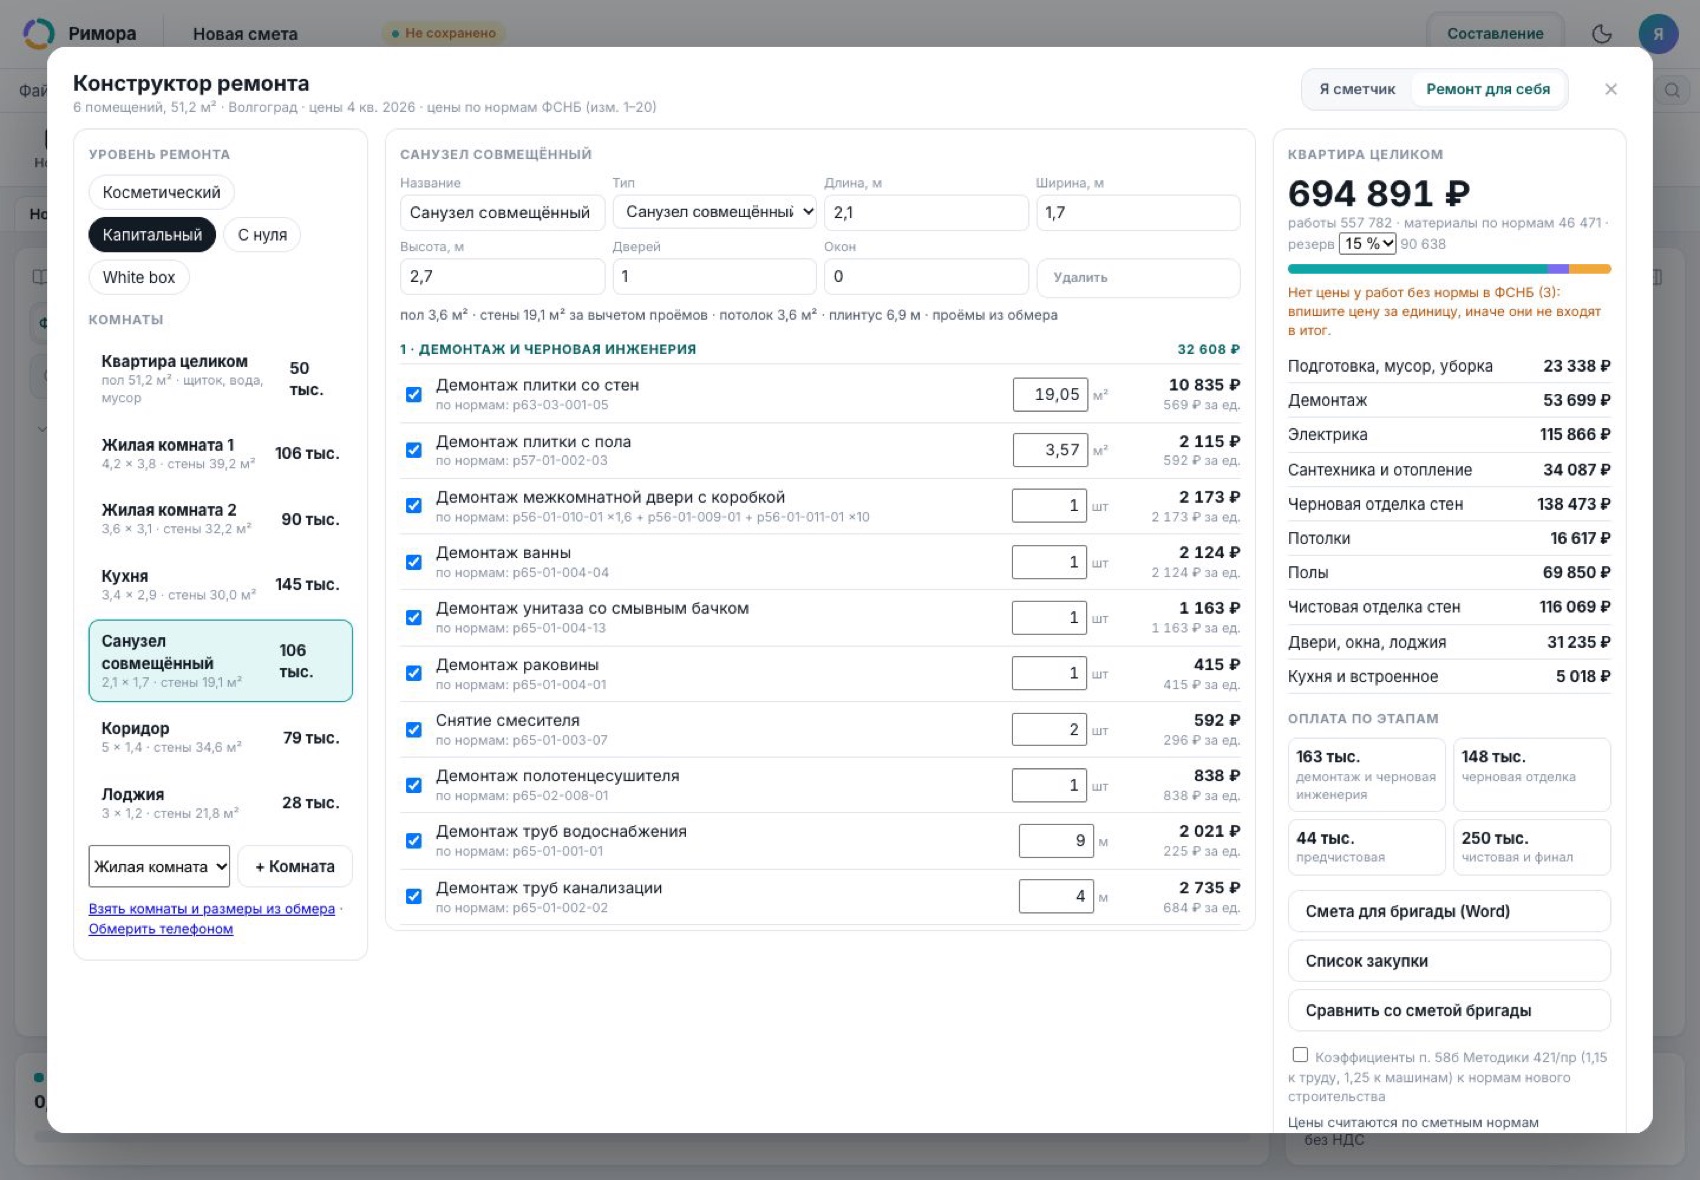 Римора
Новая смета
Не сохранено
Составление
Я
Фай
Конструктор ремонта
6 помещений, 51,2 м² · Волгоград · цены 4 кв. 2026 · цены по нормам ФСНБ (изм. 1–20)
Я сметчик
Ремонт для себя
×
УРОВЕНЬ РЕМОНТА
Косметический
Капитальный
С нуля
White box
КОМНАТЫ
Квартира целиком
пол 51,2 м² · щиток, вода,
мусор
50
тыс.
Жилая комната 1
4,2 × 3,8 · стены 39,2 м²
106 тыс.
Жилая комната 2
3,6 × 3,1 · стены 32,2 м²
90 тыс.
Кухня
3,4 × 2,9 · стены 30,0 м²
145 тыс.
Санузел
совмещённый
2,1 × 1,7 · стены 19,1 м²
106
тыс.
Коридор
5 × 1,4 · стены 34,6 м²
79 тыс.
Лоджия
3 × 1,2 · стены 21,8 м²
28 тыс.
Жилая комната
+ Комната
Взять комнаты и размеры из обмера ·
Обмерить телефоном
САНУЗЕЛ СОВМЕЩЁННЫЙ
Название
Тип
Длина, м
Ширина, м
Санузел совмещённый
Санузел совмещённый
2,1
1,7
Высота, м
Дверей
Окон
2,7
1
0
Удалить
пол 3,6 м² · стены 19,1 м² за вычетом проёмов · потолок 3,6 м² · плинтус 6,9 м · проёмы из обмера
1 · ДЕМОНТАЖ И ЧЕРНОВАЯ ИНЖЕНЕРИЯ
32 608 ₽
Демонтаж плитки со стен
по нормам: р63-03-001-05
19,05 м²
10 835 ₽
569 ₽ за ед.
Демонтаж плитки с пола
по нормам: р57-01-002-03
3,57 м²
2 115 ₽
592 ₽ за ед.
Демонтаж межкомнатной двери с коробкой
по нормам: р56-01-010-01 ×1,6 + р56-01-009-01 + р56-01-011-01 ×10
1 шт
2 173 ₽
2 173 ₽ за ед.
Демонтаж ванны
по нормам: р65-01-004-04
1 шт
2 124 ₽
2 124 ₽ за ед.
Демонтаж унитаза со смывным бачком
по нормам: р65-01-004-13
1 шт
1 163 ₽
1 163 ₽ за ед.
Демонтаж раковины
по нормам: р65-01-004-01
1 шт
415 ₽
415 ₽ за ед.
Снятие смесителя
по нормам: р65-01-003-07
2 шт
592 ₽
296 ₽ за ед.
Демонтаж полотенцесушителя
по нормам: р65-02-008-01
1 шт
838 ₽
838 ₽ за ед.
Демонтаж труб водоснабжения
по нормам: р65-01-001-01
9 м
2 021 ₽
225 ₽ за ед.
Демонтаж труб канализации
по нормам: р65-01-002-02
4 м
2 735 ₽
684 ₽ за ед.
КВАРТИРА ЦЕЛИКОМ
694 891 ₽
работы 557 782 · материалы по нормам 46 471 ·
резерв 15 % 90 638
Нет цены у работ без нормы в ФСНБ (3):
впишите цену за единицу, иначе они не входят
в итог.
Подготовка, мусор, уборка 23 338 ₽
Демонтаж 53 699 ₽
Электрика 115 866 ₽
Сантехника и отопление 34 087 ₽
Черновая отделка стен 138 473 ₽
Потолки 16 617 ₽
Полы 69 850 ₽
Чистовая отделка стен 116 069 ₽
Двери, окна, лоджия 31 235 ₽
Кухня и встроенное 5 018 ₽
ОПЛАТА ПО ЭТАПАМ
163 тыс.
демонтаж и черновая
инженерия
148 тыс.
черновая отделка
44 тыс.
предчистовая
250 тыс.
чистовая и финал
Смета для бригады (Word)
Список закупки
Сравнить со сметой бригады
Коэффициенты п. 58б Методики 421/пр (1,15
к труду, 1,25 к машинам) к нормам нового
строительства
Цены считаются по сметным нормам
без НДС